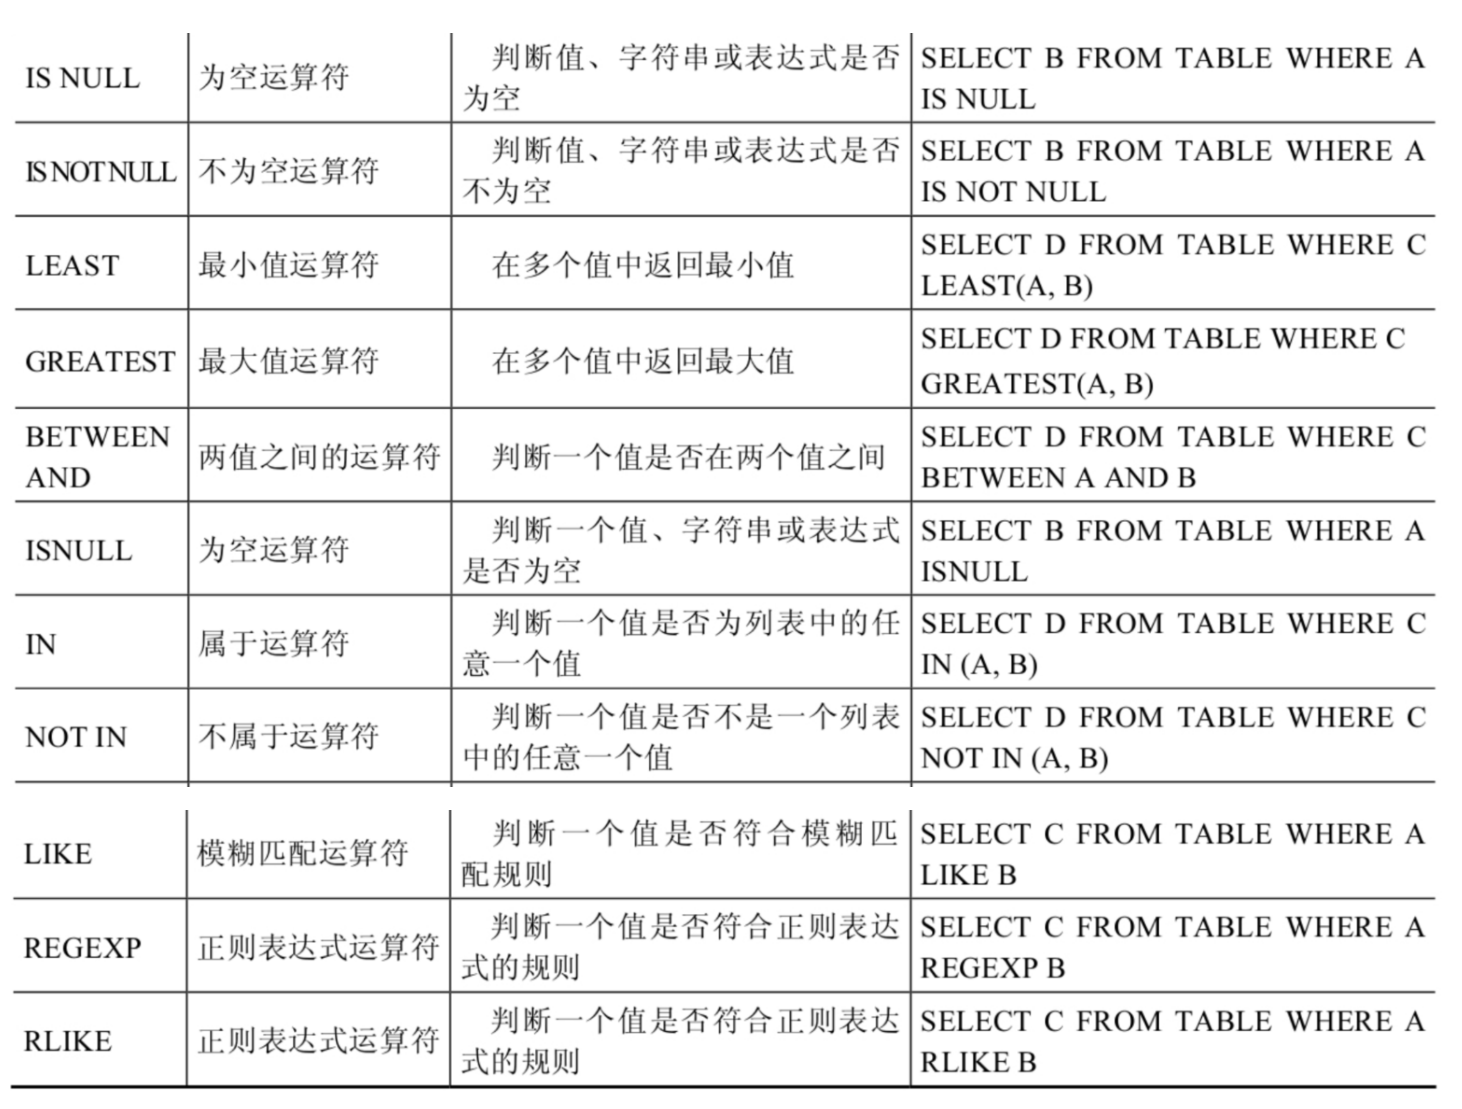 IS NULL
为空运算符
判断值、字符串或表达式是否
为空
SELECT B FROM TABLE WHERE A
IS NULL
IS NOT NULL
不为空运算符
判断值、字符串或表达式是否
不为空
SELECT B FROM TABLE WHERE A
IS NOT NULL
LEAST
最小值运算符
在多个值中返回最小值
SELECT D FROM TABLE WHERE C
LEAST(A, B)
GREATEST
最大值运算符
在多个值中返回最大值
SELECT D FROM TABLE WHERE C
GREATEST(A, B)
BETWEEN
AND
两值之间的运算符
判断一个值是否在两个值之间
SELECT D FROM TABLE WHERE C
BETWEEN A AND B
ISNULL
为空运算符
判断一个值、字符串或表达式
是否为空
SELECT B FROM TABLE WHERE A
ISNULL
IN
属于运算符
判断一个值是否为列表中的任
意一个值
SELECT D FROM TABLE WHERE C
IN (A, B)
NOT IN
不属于运算符
判断一个值是否不是一个列表
中的任意一个值
SELECT D FROM TABLE WHERE C
NOT IN (A, B)
LIKE
模糊匹配运算符
判断一个值是否符合模糊匹
配规则
SELECT C FROM TABLE WHERE A
LIKE B
REGEXP
正则表达式运算符
判断一个值是否符合正则表达
式的规则
SELECT C FROM TABLE WHERE A
REGEXP B
RLIKE
正则表达式运算符
判断一个值是否符合正则表达
式的规则
SELECT C FROM TABLE WHERE A
RLIKE B